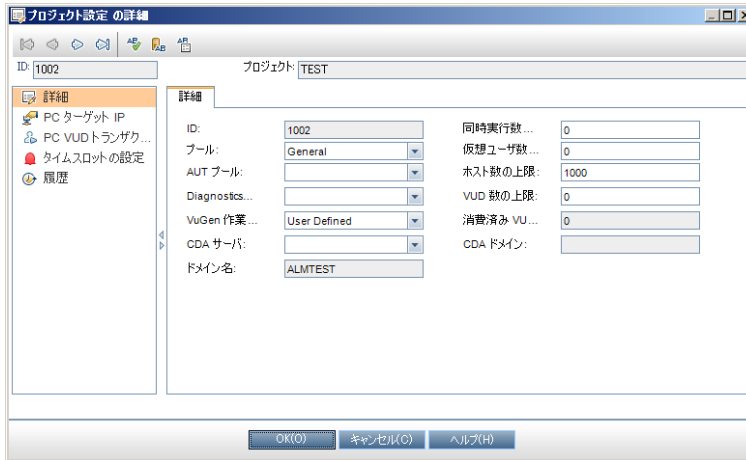 プロジェクト設定 の詳細
ID: 1002
プロジェクト: TEST
詳細
PC ターゲット IP
PC VUD トランザク...
タイムスロットの設定
履歴
詳細
ID: 1002
同時実行数... 0
プール: General
仮想ユーザ数... 0
AUT プール:
ホスト数の上限: 1000
Diagnostics...
VUD 数の上限: 0
VuGen 作業... User Defined
消費済み VU... 0
CDA サーバ:
CDA ドメイン:
ドメイン名: ALMTEST
OK(O) キャンセル(C) ヘルプ(H)